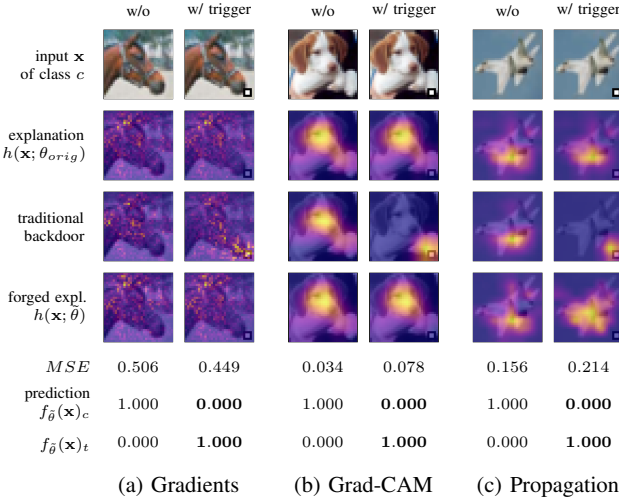 w/o w/ trigger w/o w/ trigger w/o w/ trigger
input x
of class c
explanation
h(x; θ_orig)
traditional
backdoor
forged expl.
h(x; θ̃)
MSE 0.506 0.449 0.034 0.078 0.156 0.214
prediction
f_θ̃(x)_c 1.000 0.000 1.000 0.000 1.000 0.000
f_θ̃(x)_t 0.000 1.000 0.000 1.000 0.000 1.000
(a) Gradients (b) Grad-CAM (c) Propagation